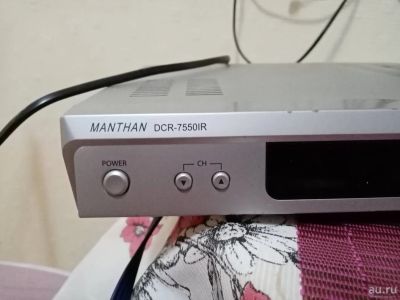 MANTHAN DCR-7550IR
POWER
CH
▼ ▲
au.ru